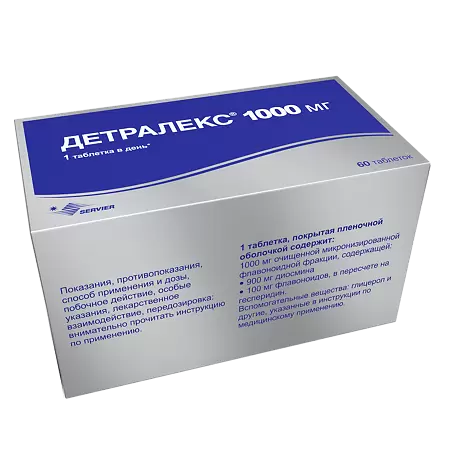 ДЕТРАЛЕКС® 1000 МГ
1 таблетка в день*
60 таблеток
SERVIER
Показания, противопоказания,
способ применения и дозы,
побочное действие, особые
указания, лекарственное
взаимодействие, передозировка:
внимательно прочитать инструкцию
по применению.
1 таблетка, покрытая пленочной
оболочкой содержит:
1000 мг очищенной микронизированной
флавоноидной фракции, содержащей:
• 900 мг диосмина
• 100 мг флавоноидов, в пересчете на
гесперидин.
Вспомогательные вещества: глицерол и
другие, указанные в инструкции по
медицинскому применению.